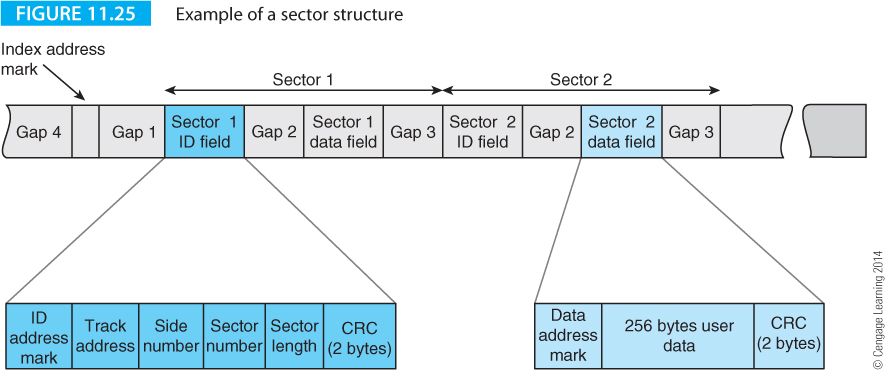 FIGURE 11.25 Example of a sector structure
Index address
mark
Sector 1
Sector 2
Gap 4
Gap 1
Sector 1
ID field
Gap 2
Sector 1
data field
Gap 3
Sector 2
ID field
Gap 2
Sector 2
data field
Gap 3
ID
address
mark
Track
address
Side
number
Sector
number
Sector
length
CRC
(2 bytes)
Data
address
mark
256 bytes user
data
CRC
(2 bytes)
© Cengage Learning 2014